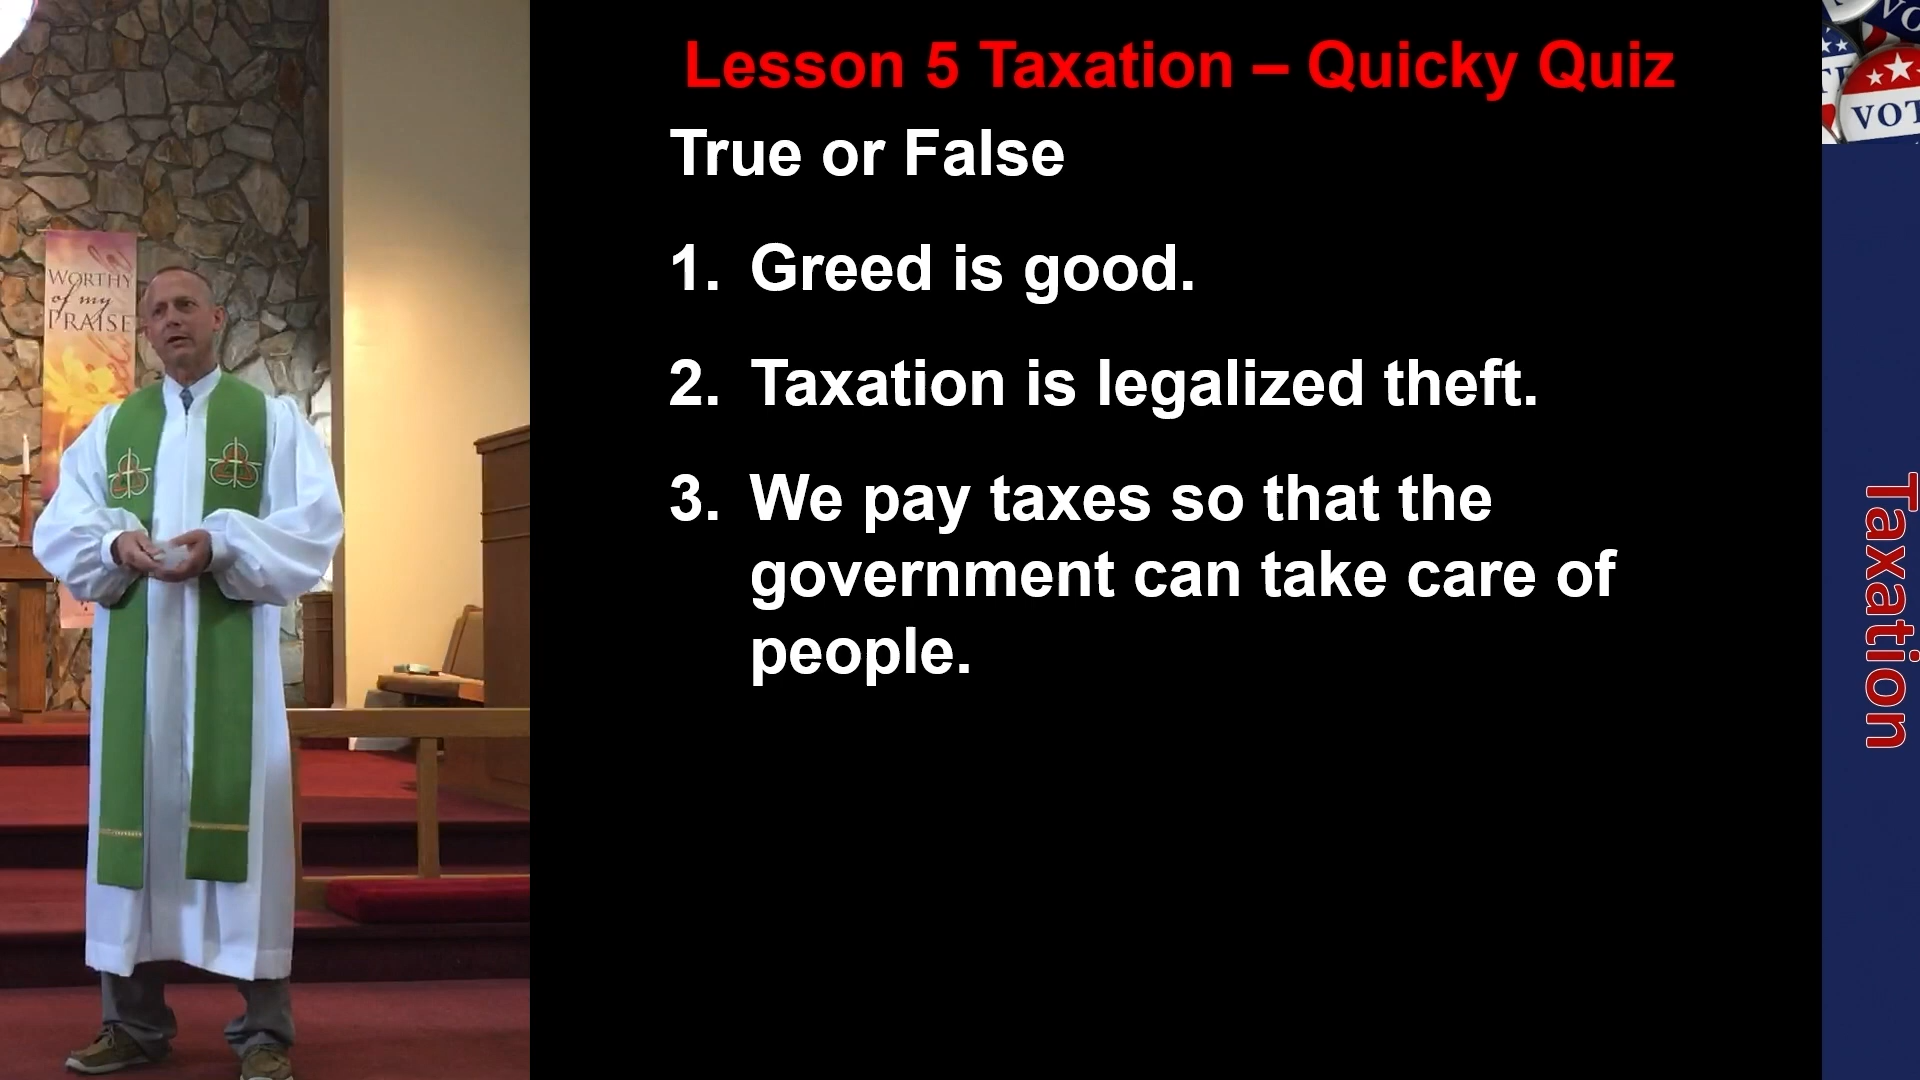 Lesson 5 Taxation – Quicky Quiz
True or False
1. Greed is good.
2. Taxation is legalized theft.
3. We pay taxes so that the
government can take care of
people.
WORTHY
of my
PRAISE
Taxation